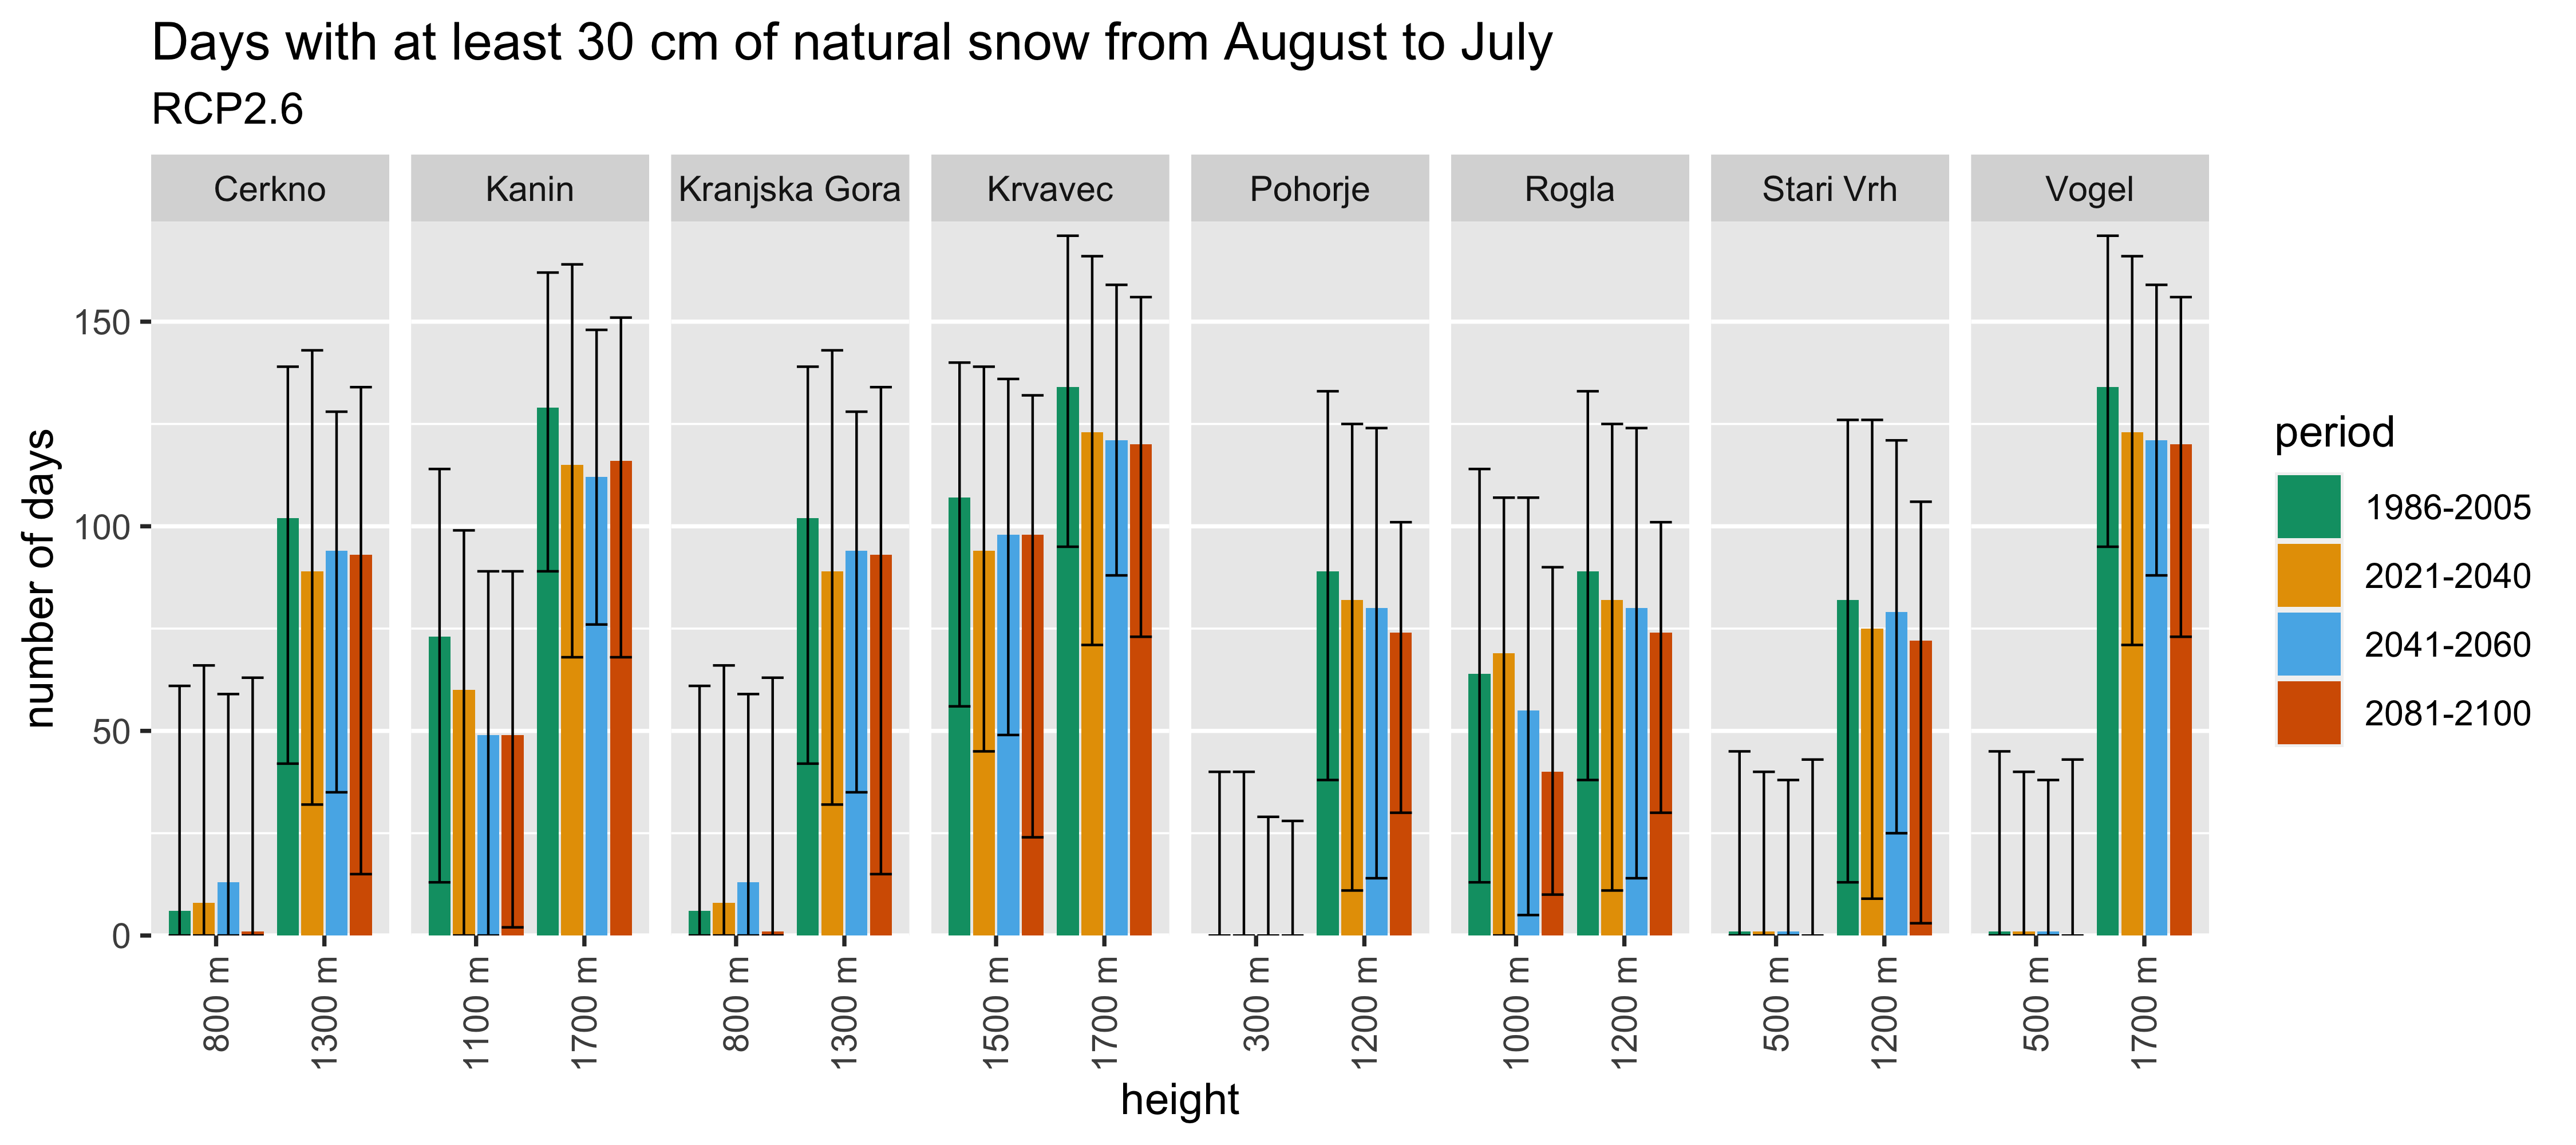 Days with at least 30 cm of natural snow from August to July
RCP2.6
Cerkno
Kanin
Kranjska Gora
Krvavec
Pohorje
Rogla
Stari Vrh
Vogel
number of days
150
100
50
0
800 m
1300 m
1100 m
1700 m
800 m
1300 m
1500 m
1700 m
300 m
1200 m
1000 m
1200 m
500 m
1200 m
500 m
1700 m
height
period
1986-2005
2021-2040
2041-2060
2081-2100